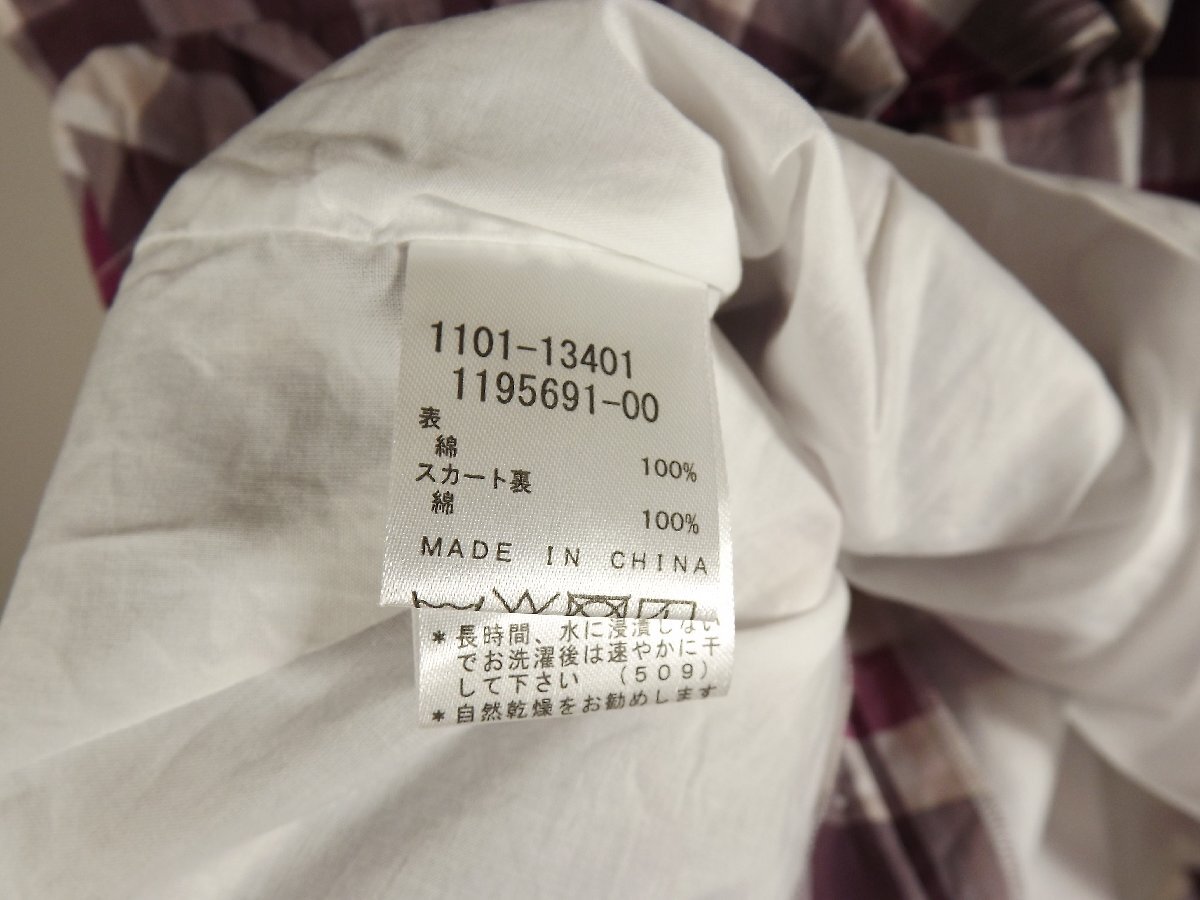 1101-13401
1195691-00
表
綿 100%
スカート裏
綿 100%
MADE IN CHINA
* 長時間、水に浸漬しない
でお洗濯後は速やかに干
して下さい (509)
* 自然乾燥をお勧めします